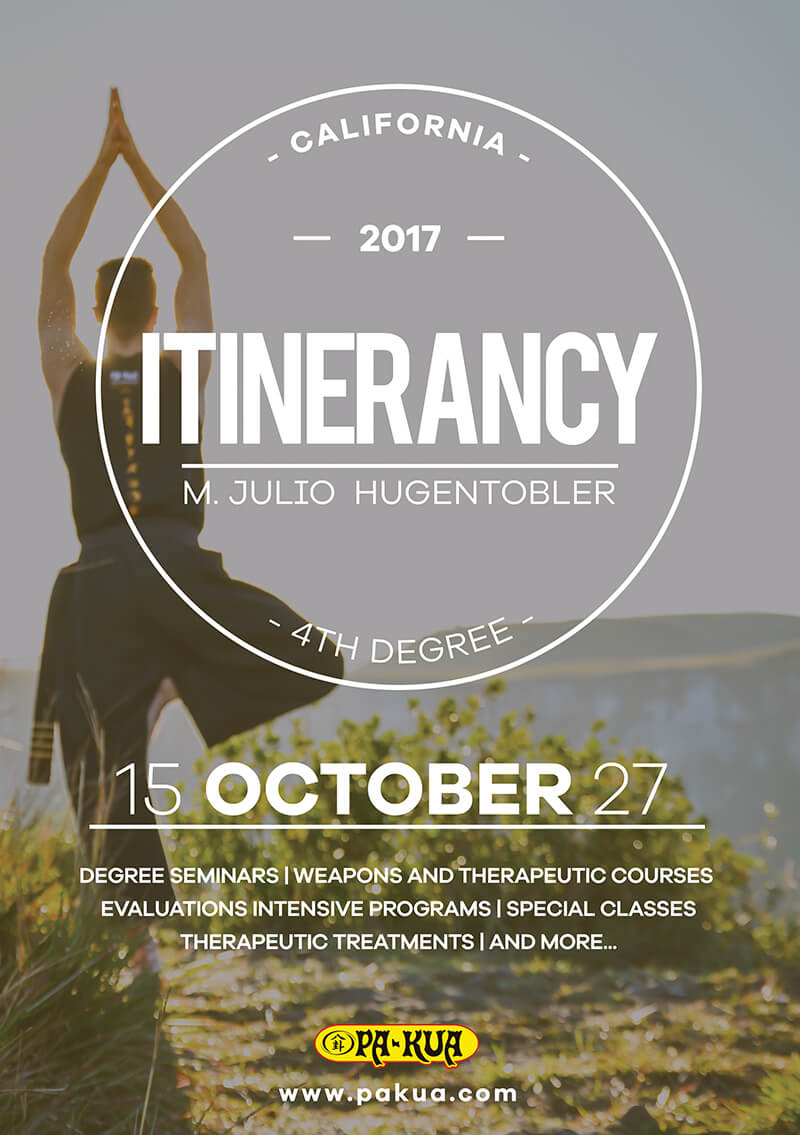 - CALIFORNIA -
— 2017 —
ITINERANCY
M. JULIO HUGENTOBLER
- 4TH DEGREE -
15 OCTOBER 27
DEGREE SEMINARS | WEAPONS AND THERAPEUTIC COURSES
EVALUATIONS INTENSIVE PROGRAMS | SPECIAL CLASSES
THERAPEUTIC TREATMENTS | AND MORE...
PA-KUA
www.pakua.com